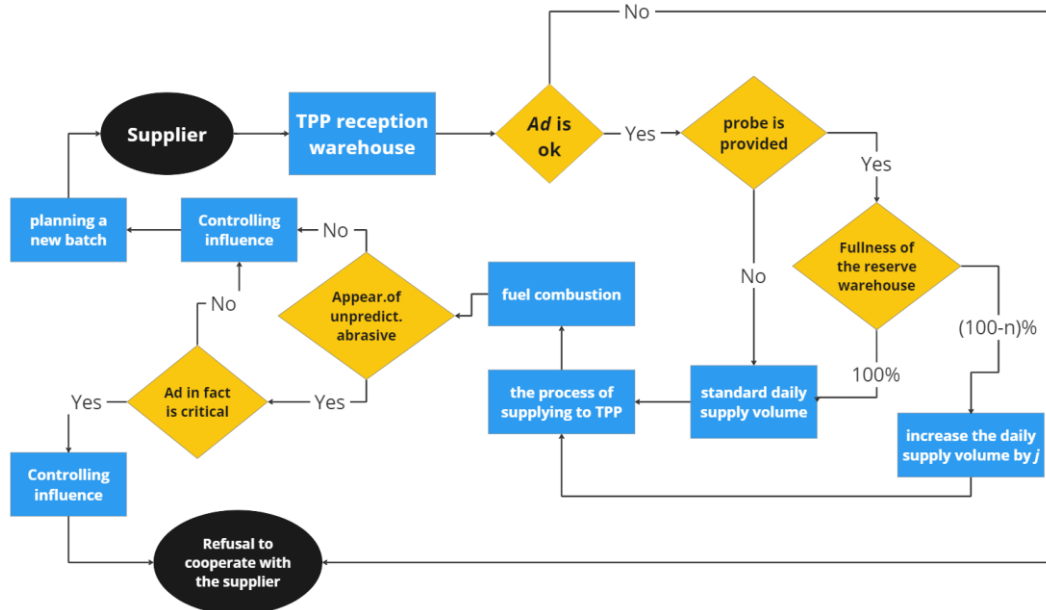 No
Supplier
TPP reception
warehouse
Ad is
ok
Yes
probe is
provided
Yes
planning a
new batch
Controlling
influence
No
Fullness of
the reserve
warehouse
No
Appear.of
unpredict.
abrasive
fuel combustion
No
(100-n)%
100%
Ad in fact
is critical
Yes
Yes
the process of
supplying to TPP
standard daily
supply volume
increase the daily
supply volume by j
Controlling
influence
Refusal to
cooperate with
the supplier